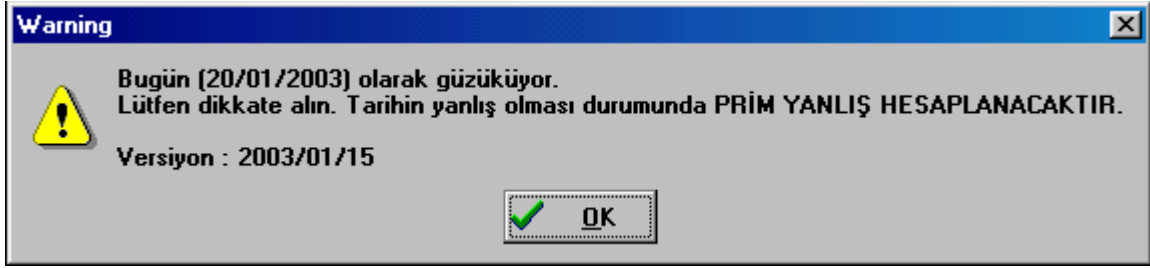 Warning
Bugün (20/01/2003) olarak güzüküyor.
Lütfen dikkate alın. Tarihin yanlış olması durumunda PRİM YANLIŞ HESAPLANACAKTIR.
Versiyon : 2003/01/15
OK